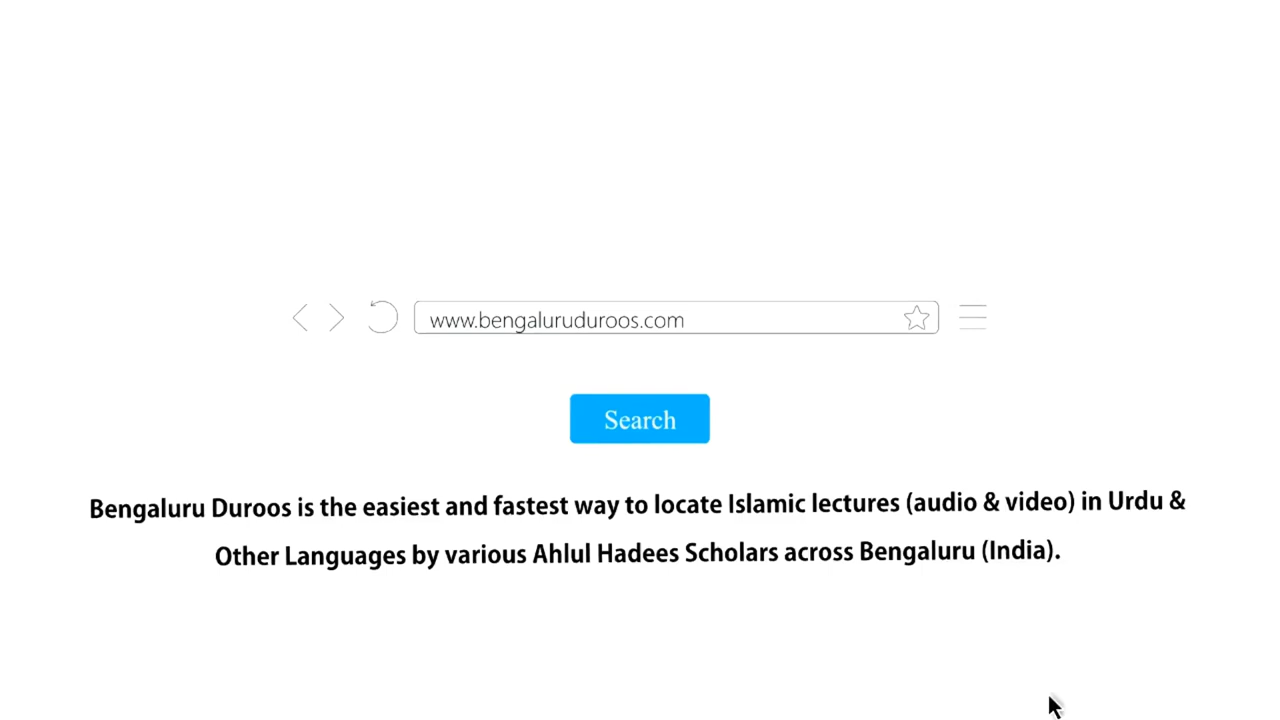 www.bengaluruduroos.com
Search
Bengaluru Duroos is the easiest and fastest way to locate Islamic lectures (audio & video) in Urdu &
Other Languages by various Ahlul Hadees Scholars across Bengaluru (India).